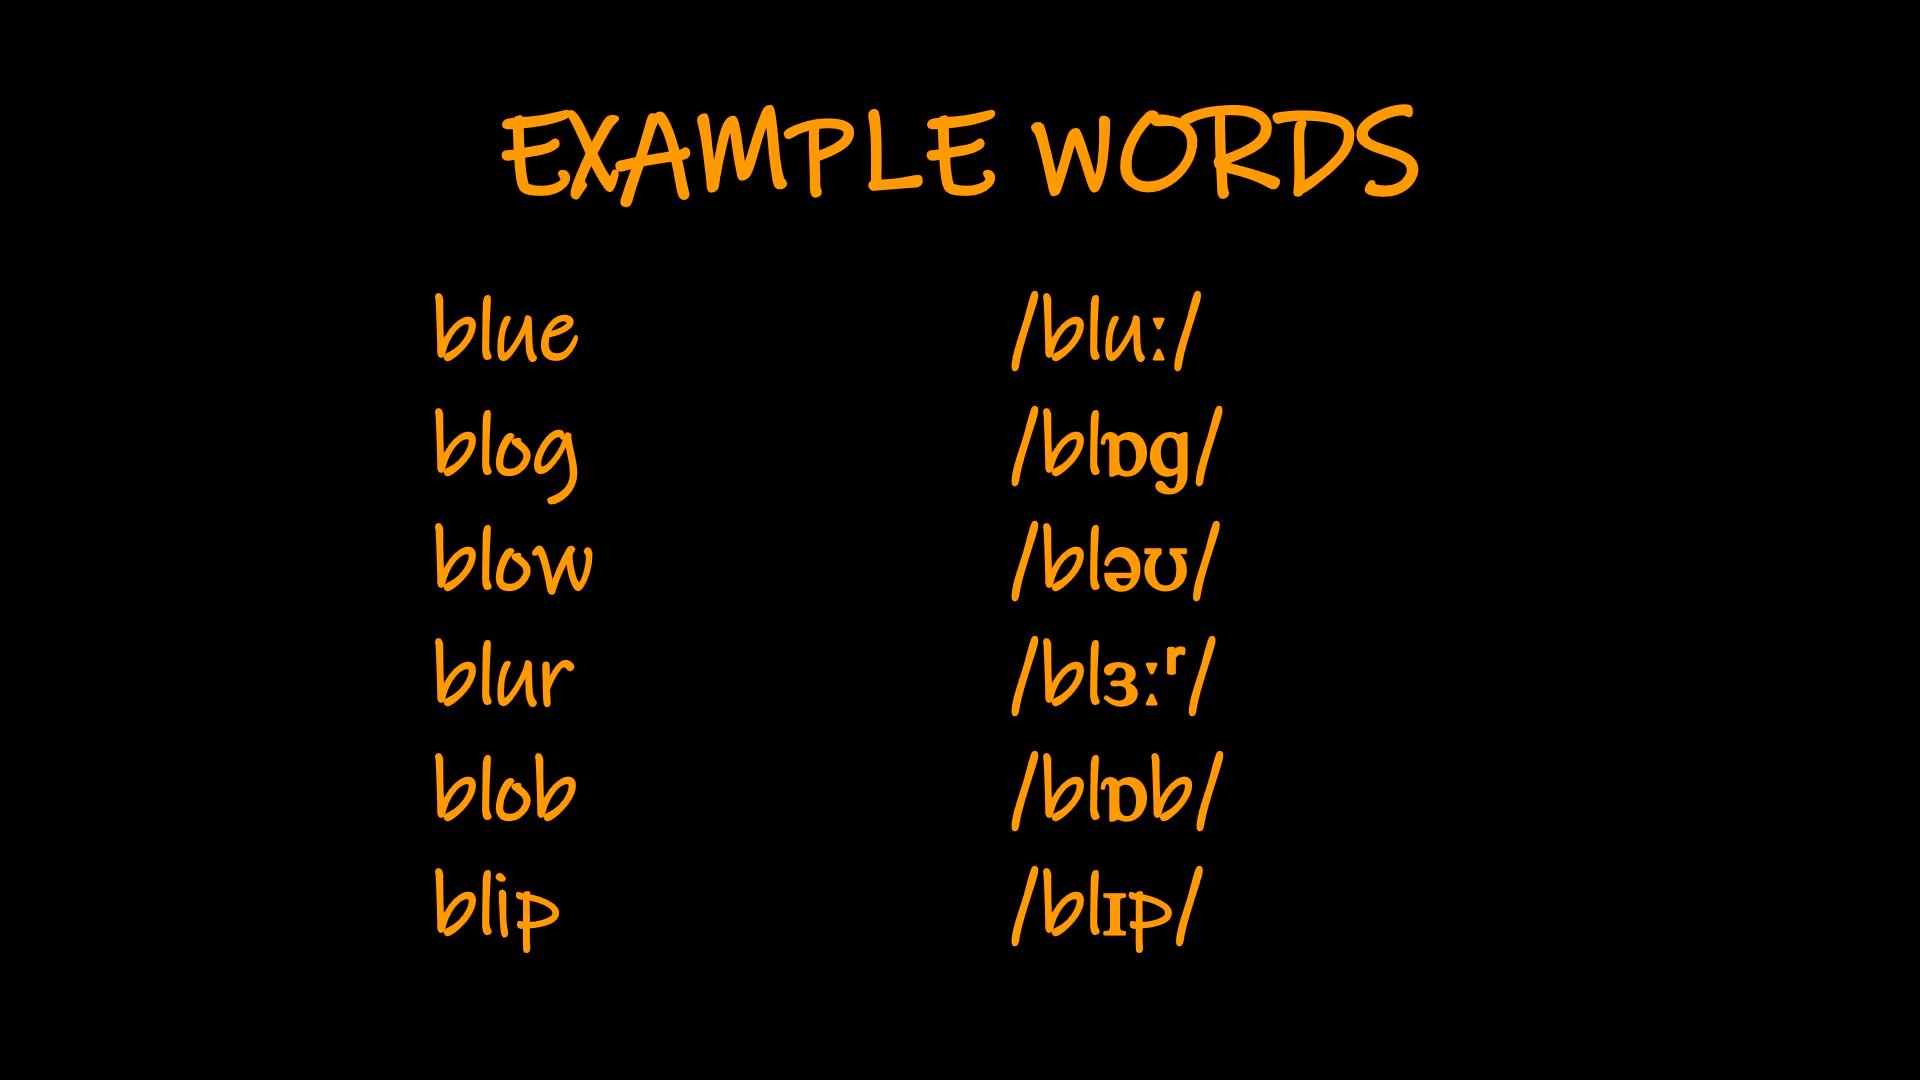 EXAMPLE WORDS
blue /bluː/
blog /blɒg/
blow /bləʊ/
blur /blɜːʳ/
blob /blɒb/
blip /blɪp/